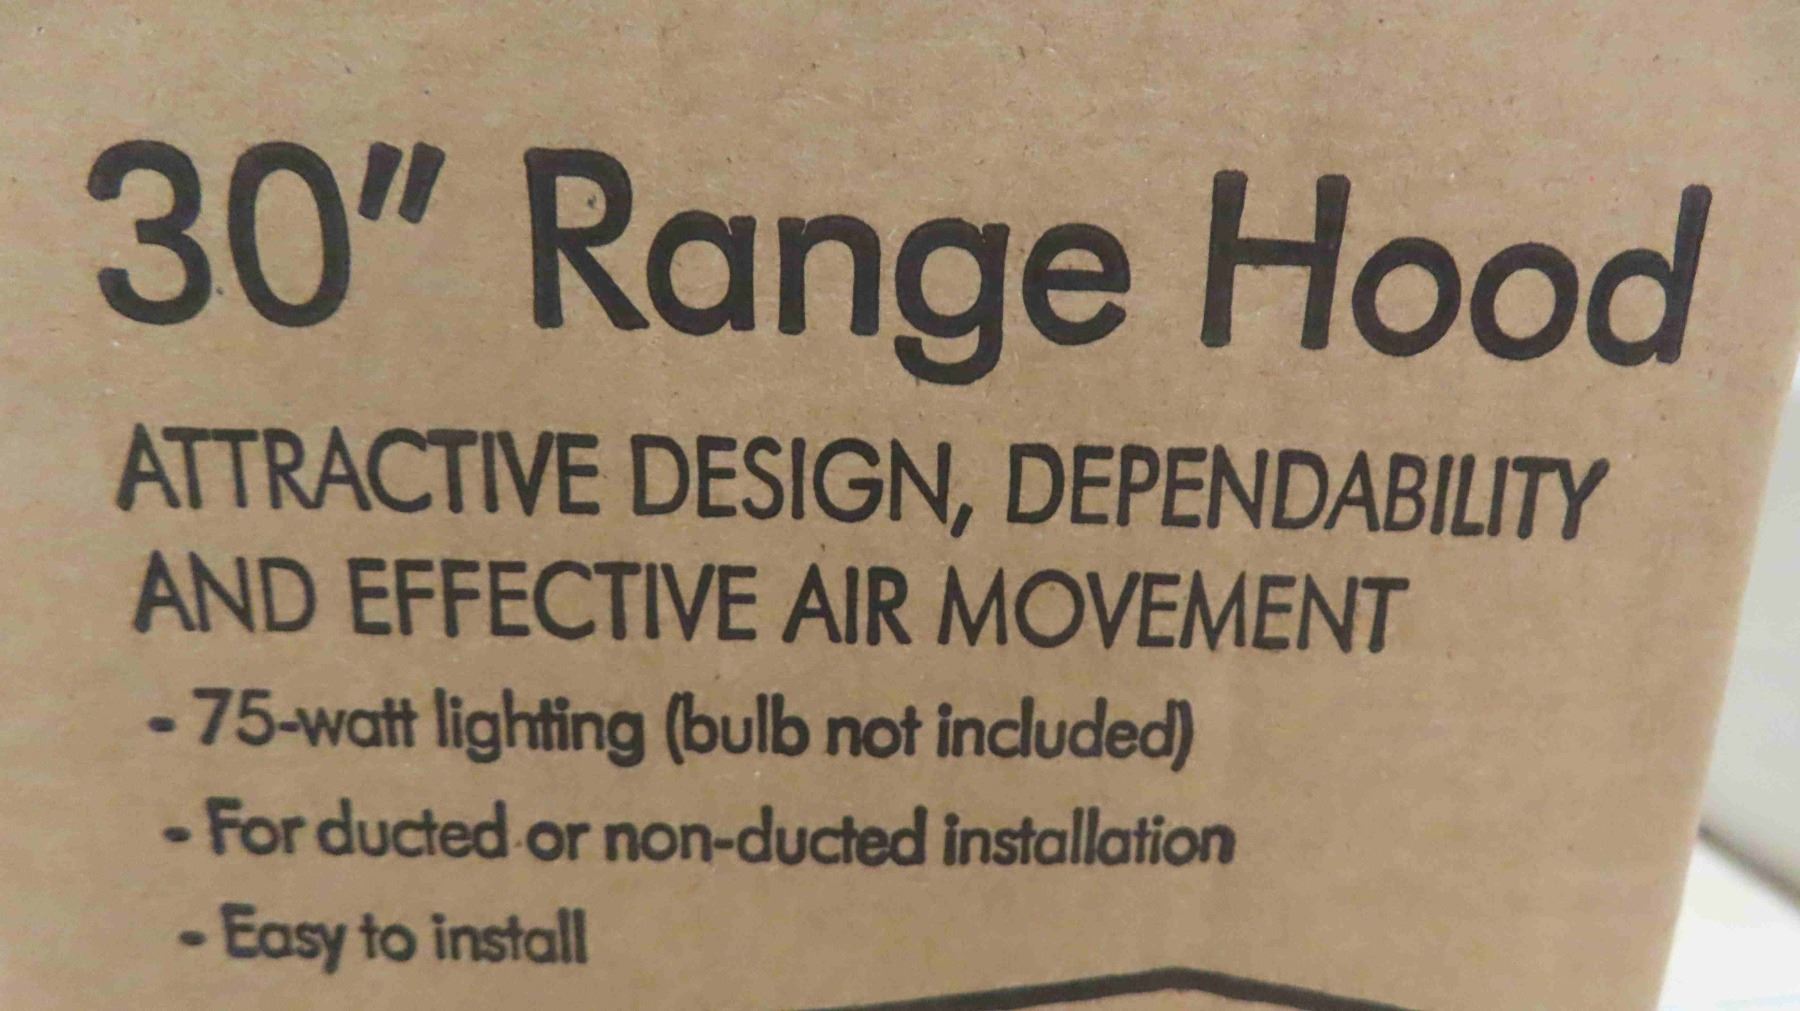 30" Range Hood
ATTRACTIVE DESIGN, DEPENDABILITY
AND EFFECTIVE AIR MOVEMENT
- 75-watt lighting (bulb not included)
- For ducted or non-ducted installation
- Easy to install